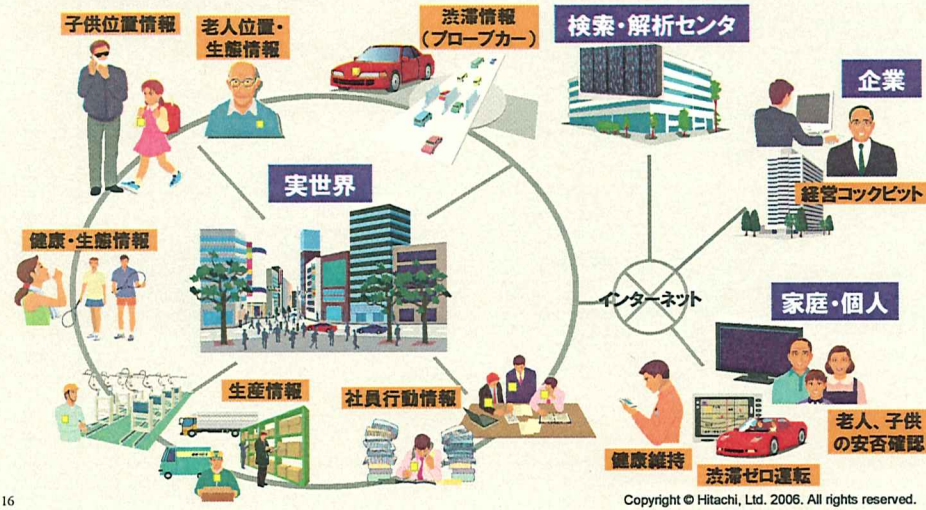 子供位置情報
老人位置・
生態情報
渋滞情報
(プローブカー)
検索・解析センタ
企業
経営コックピット
実世界
健康・生態情報
インターネット
家庭・個人
生産情報
社員行動情報
老人、子供
の安否確認
健康維持
渋滞ゼロ運転
16
Copyright © Hitachi, Ltd. 2006. All rights reserved.